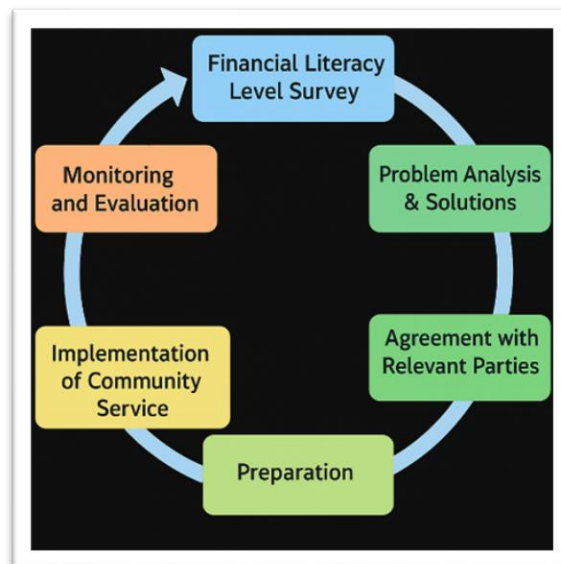 Financial Literacy
Level Survey
Problem Analysis
& Solutions
Agreement with
Relevant Parties
Preparation
Implementation
of Community
Service
Monitoring
and Evaluation